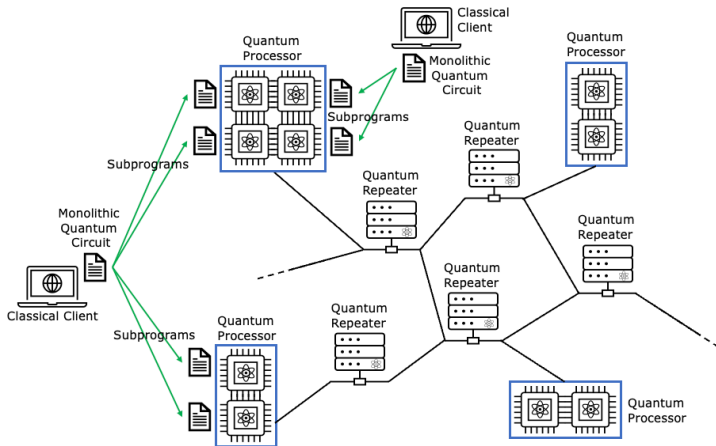 Classical
Client
Quantum
Processor
Monolithic
Quantum
Circuit
Quantum
Processor
Subprograms
Quantum
Repeater
Subprograms
Quantum
Repeater
Monolithic
Quantum
Circuit
Quantum
Repeater
Quantum
Repeater
Classical Client
Subprograms
Quantum
Processor
Quantum
Repeater
Quantum
Processor